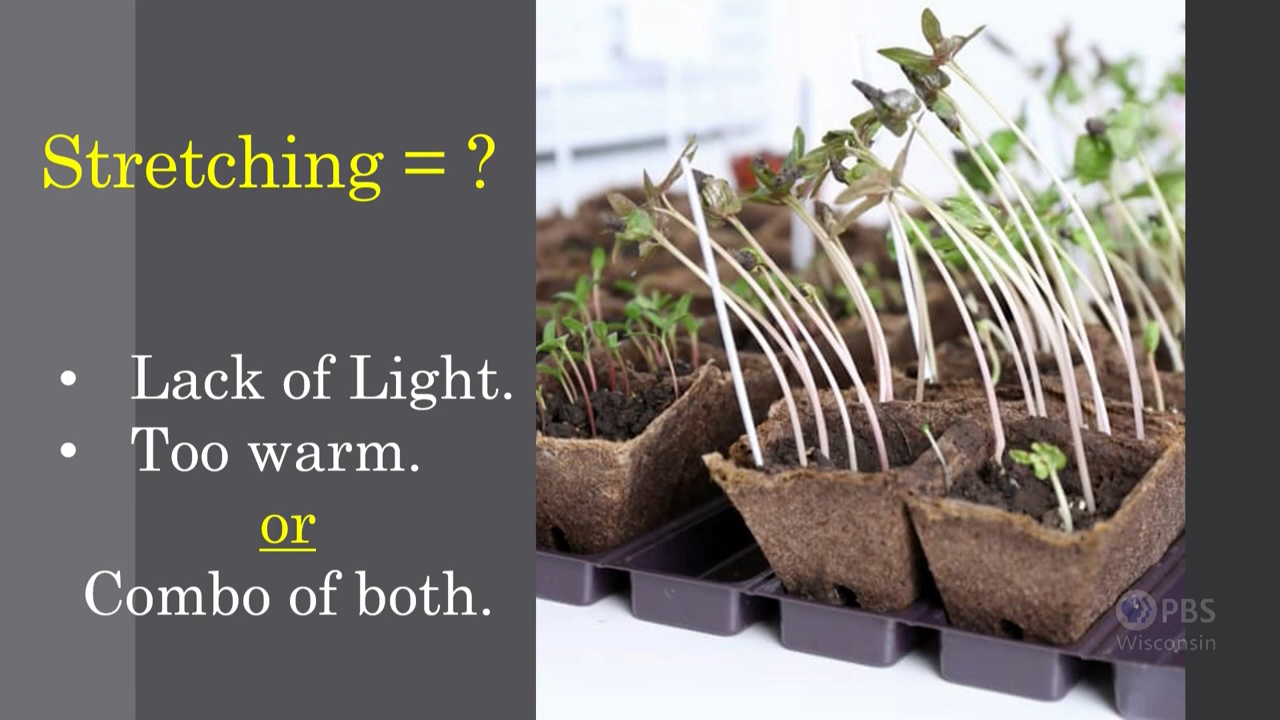 Stretching = ?
• Lack of Light.
• Too warm.
or
Combo of both.
PBS
Wisconsin